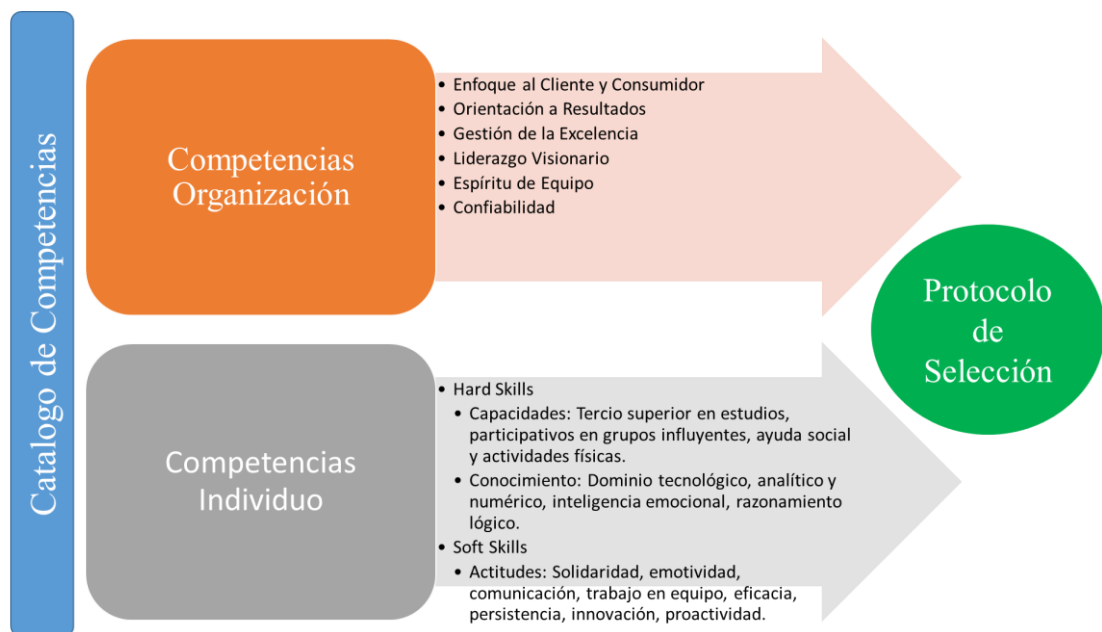 Catalogo de Competencias
Competencias
Organización
• Enfoque al Cliente y Consumidor
• Orientación a Resultados
• Gestión de la Excelencia
• Liderazgo Visionario
• Espíritu de Equipo
• Confiabilidad
Competencias
Individuo
• Hard Skills
• Capacidades: Tercio superior en estudios,
participativos en grupos influyentes, ayuda social
y actividades físicas.
• Conocimiento: Dominio tecnológico, analítico y
numérico, inteligencia emocional, razonamiento
lógico.
• Soft Skills
• Actitudes: Solidaridad, emotividad,
comunicación, trabajo en equipo, eficacia,
persistencia, innovación, proactividad.
Protocolo
de
Selección